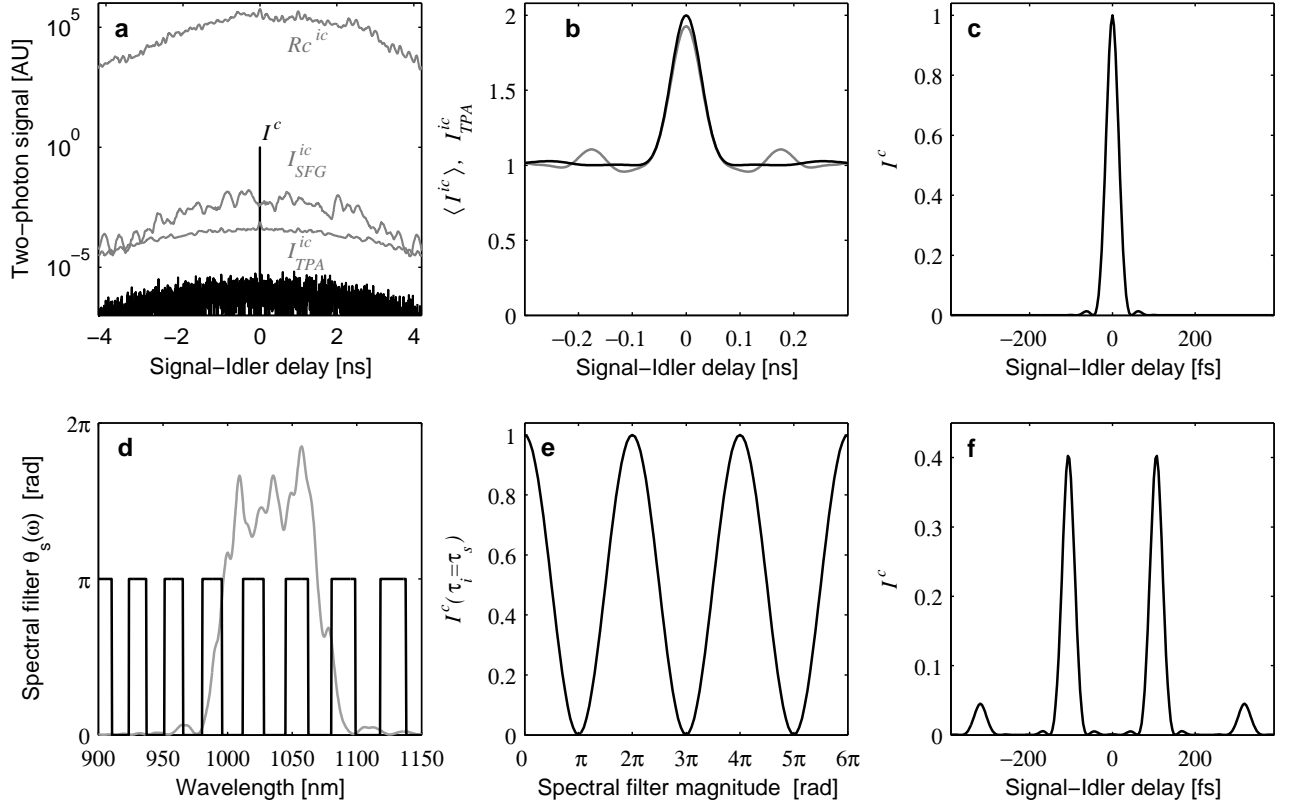 a
Two−photon signal [AU]
10^5
10^0
10^−5
Rc^ic
I^c
I^ic_SFG
I^ic_TPA
−4 −2 0 2 4
Signal−Idler delay [ns]
b
⟨I^ic⟩, I^ic_TPA
2
1.5
1
0.5
0
−0.2 −0.1 0 0.1 0.2
Signal−Idler delay [ns]
c
I^c
1
0.8
0.6
0.4
0.2
0
−200 0 200
Signal−Idler delay [fs]
d
Spectral filter θ_s(ω) [rad]
2π
π
0
900 950 1000 1050 1100 1150
Wavelength [nm]
e
I^c(τ_i=τ_s)
1
0.8
0.6
0.4
0.2
0
0 π 2π 3π 4π 5π 6π
Spectral filter magnitude [rad]
f
I^c
0.4
0.3
0.2
0.1
0
−200 0 200
Signal−Idler delay [fs]